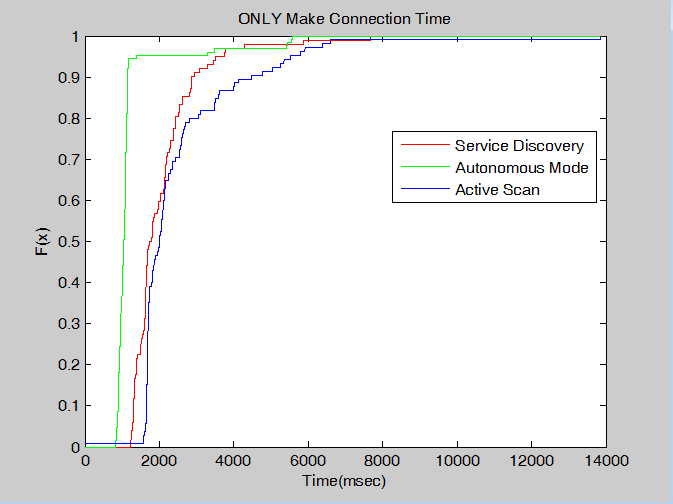 ONLY Make Connection Time
1
0.9
0.8
0.7
0.6
0.5
0.4
0.3
0.2
0.1
0
F(x)
Service Discovery
Autonomous Mode
Active Scan
0 2000 4000 6000 8000 10000 12000 14000
Time(msec)